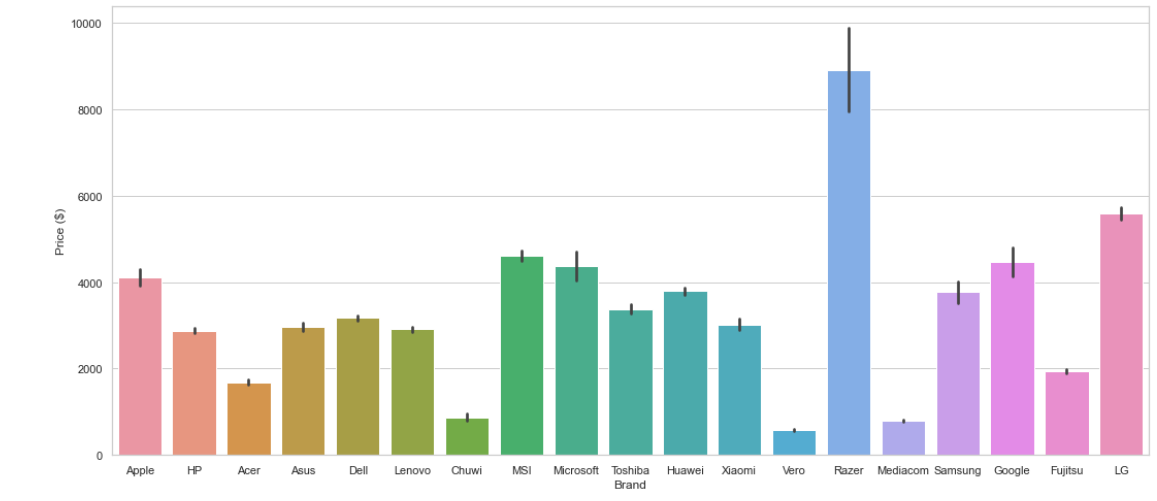 10000
8000
6000
4000
2000
0
Price ($)
Apple HP Acer Asus Dell Lenovo Chuwi MSI Microsoft Toshiba Huawei Xiaomi Vero Razer Mediacom Samsung Google Fujitsu LG
Brand